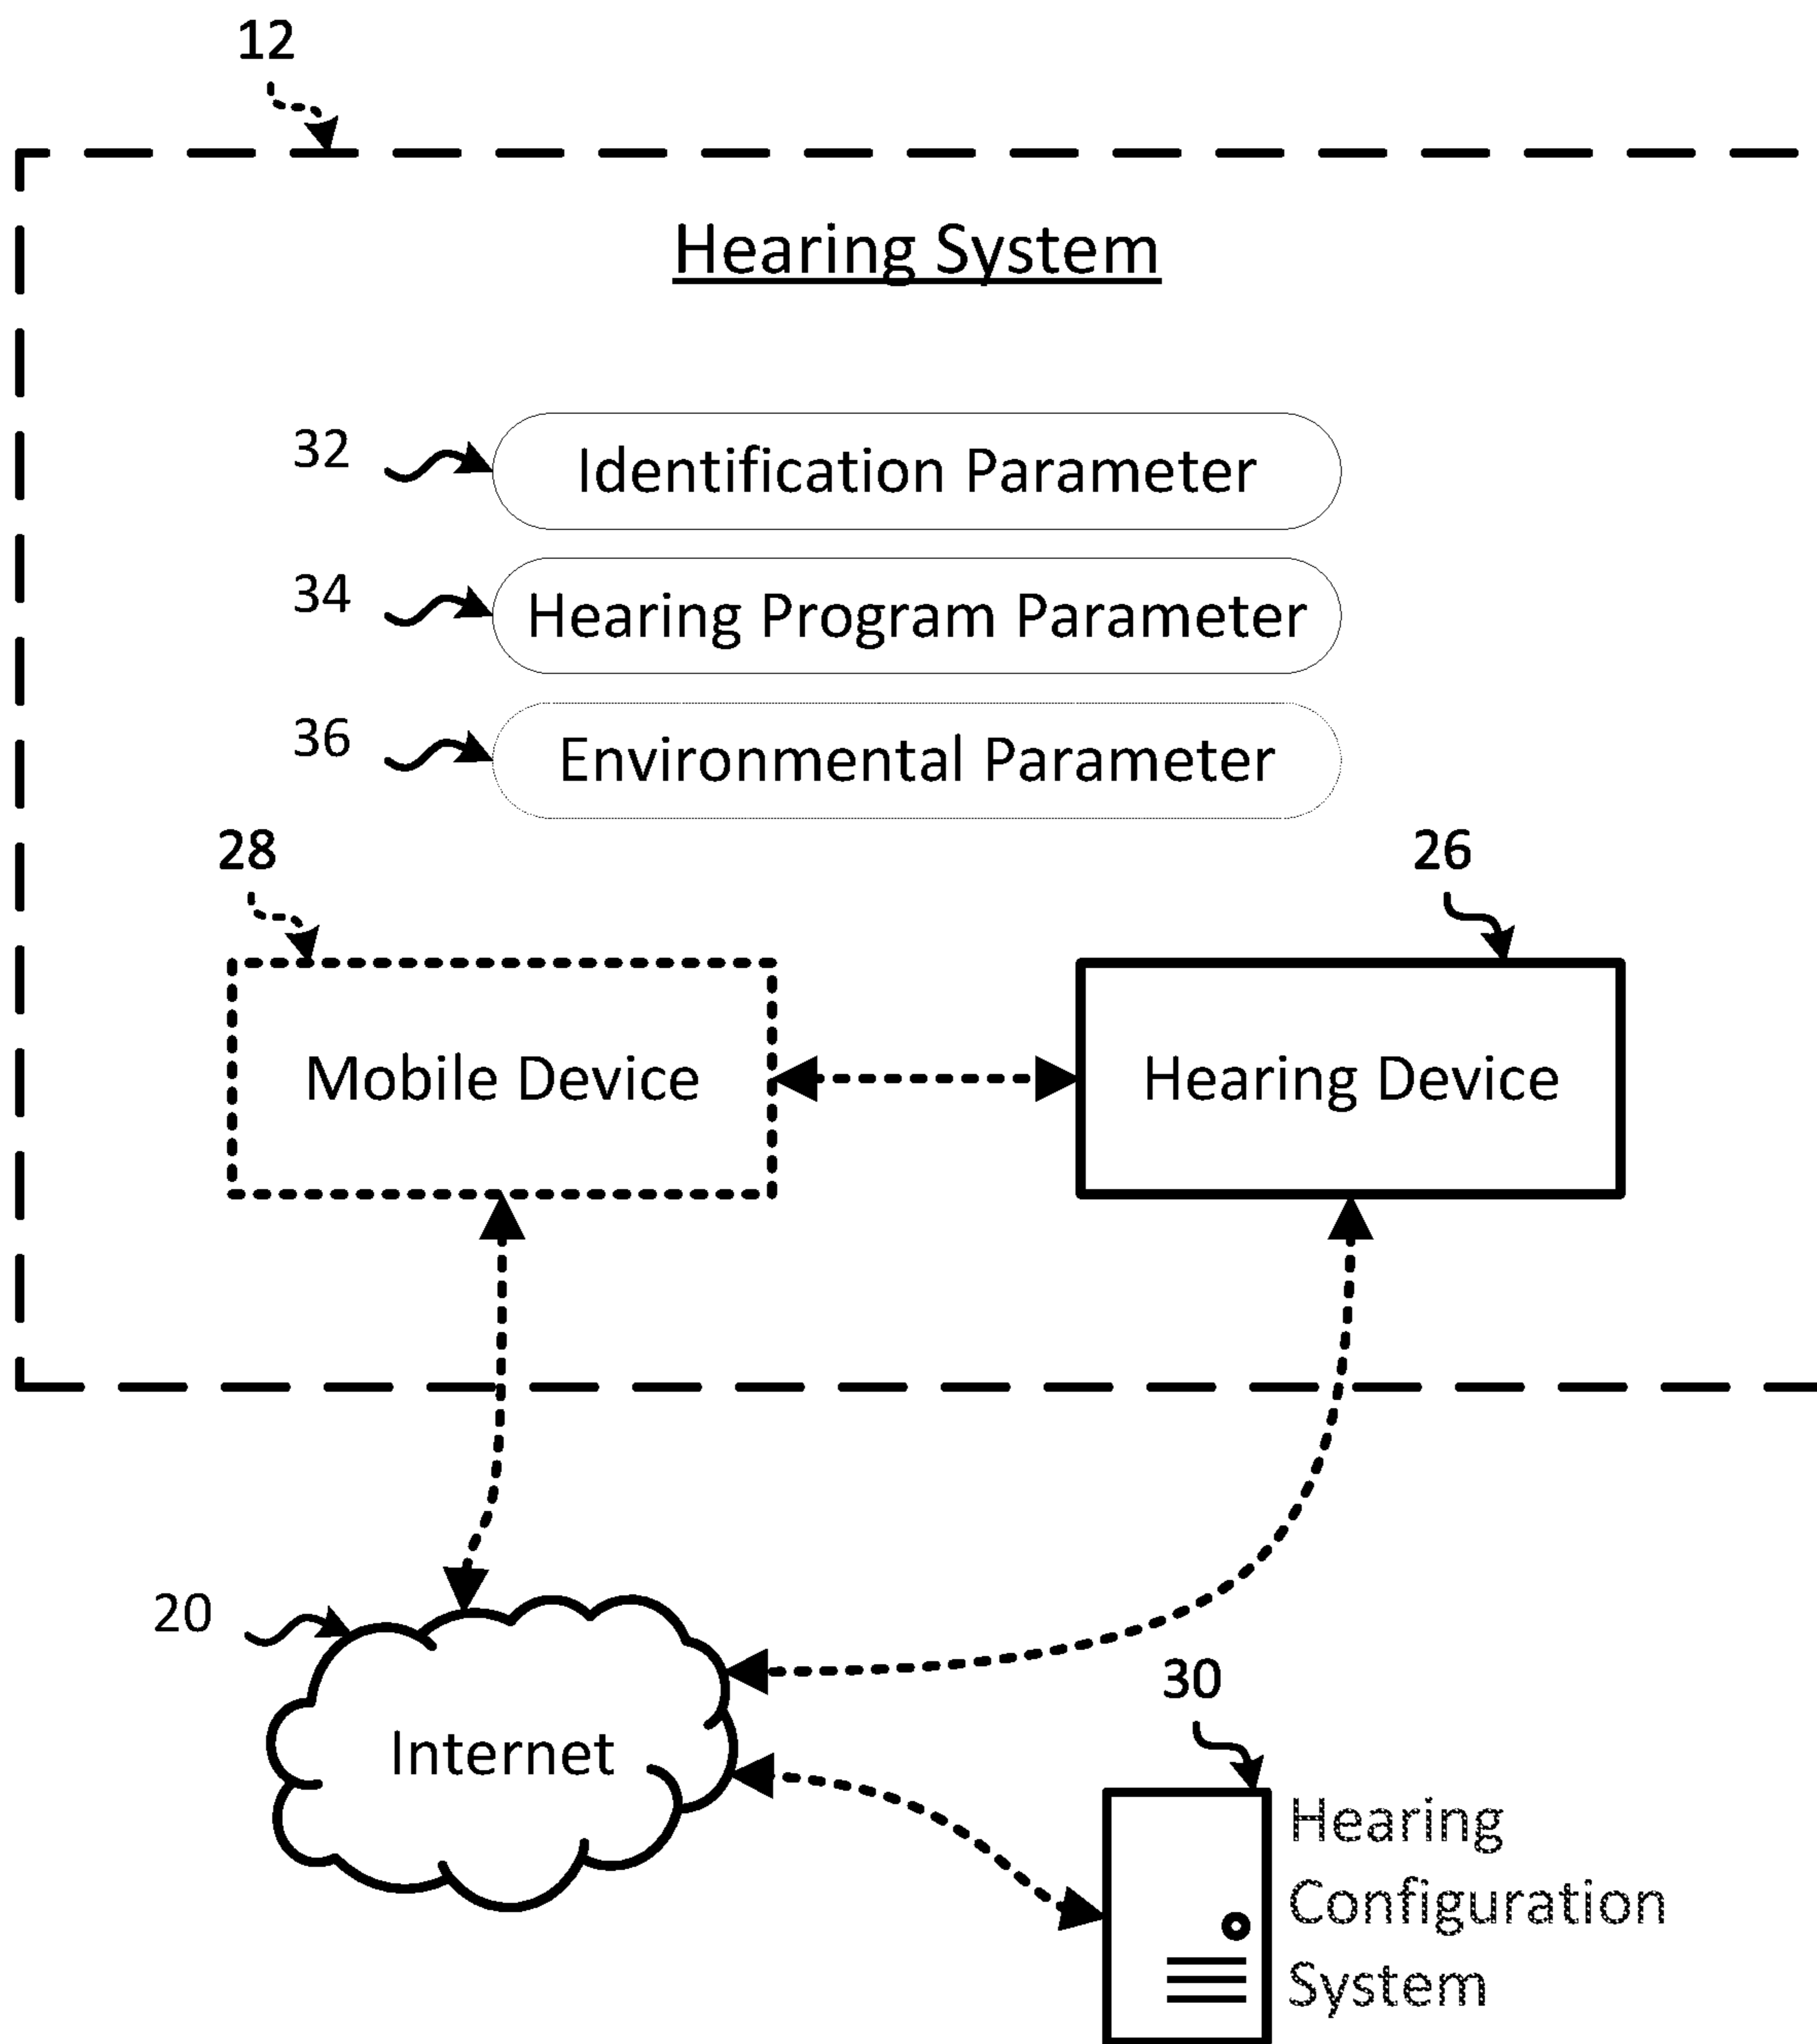 12
Hearing System
32
Identification Parameter
34
Hearing Program Parameter
36
Environmental Parameter
28
26
Mobile Device
Hearing Device
20
30
Internet
Hearing
Configuration
System